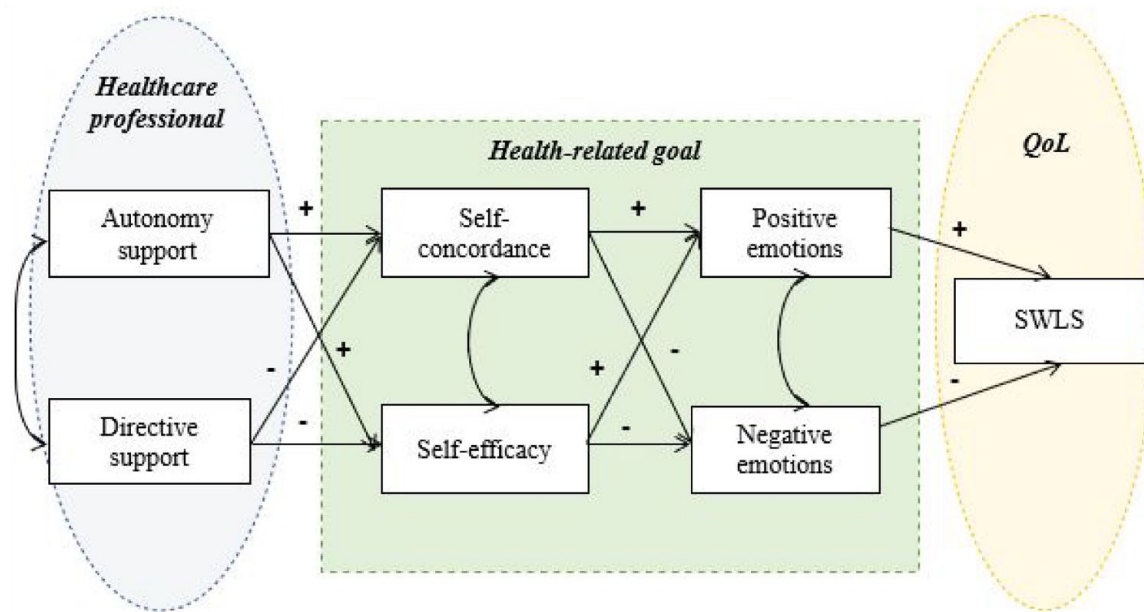 Healthcare
professional
Autonomy
support
Directive
support
Health-related goal
Self-
concordance
Self-efficacy
Positive
emotions
Negative
emotions
QoL
SWLS
+
+
-
-
+
-
+
-
+
-